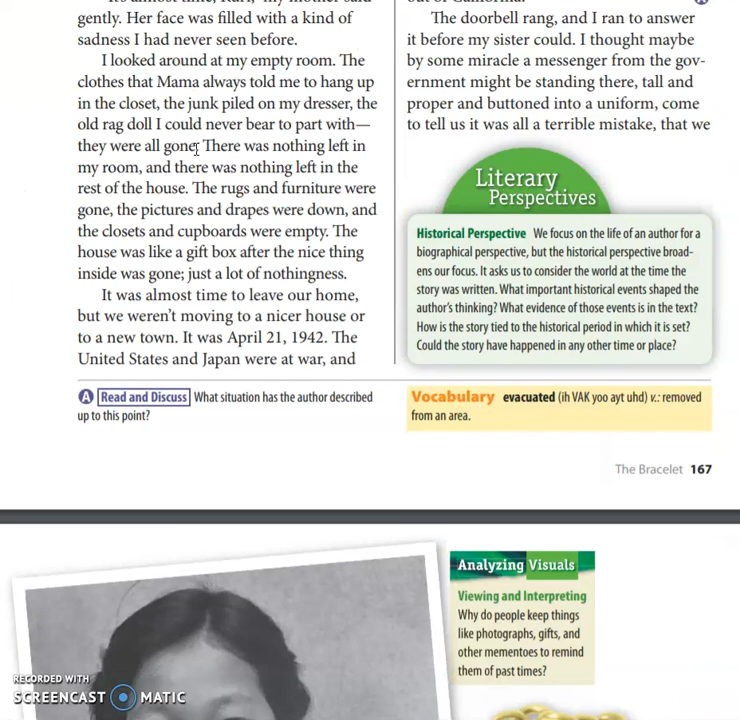 gently. Her face was filled with a kind of
sadness I had never seen before.
I looked around at my empty room. The
clothes that Mama always told me to hang up
in the closet, the junk piled on my dresser, the
old rag doll I could never bear to part with—
they were all gone. There was nothing left in
my room, and there was nothing left in the
rest of the house. The rugs and furniture were
gone, the pictures and drapes were down, and
the closets and cupboards were empty. The
house was like a gift box after the nice thing
inside was gone; just a lot of nothingness.
It was almost time to leave our home,
but we weren't moving to a nicer house or
to a new town. It was April 21, 1942. The
United States and Japan were at war, and
The doorbell rang, and I ran to answer
it before my sister could. I thought maybe
by some miracle a messenger from the gov-
ernment might be standing there, tall and
proper and buttoned into a uniform, come
to tell us it was all a terrible mistake, that we
Literary
Perspectives
Historical Perspective We focus on the life of an author for a
biographical perspective, but the historical perspective broad-
ens our focus. It asks us to consider the world at the time the
story was written. What important historical events shaped the
author's thinking? What evidence of those events is in the text?
How is the story tied to the historical period in which it is set?
Could the story have happened in any other time or place?
A Read and Discuss What situation has the author described
up to this point?
Vocabulary evacuated (ih VAK yoo ayt uhd) v.: removed
from an area.
The Bracelet 167
Analyzing Visuals
Viewing and Interpreting
Why do people keep things
like photographs, gifts, and
other mementoes to remind
them of past times?
RECORDED WITH
SCREENCAST MATIC